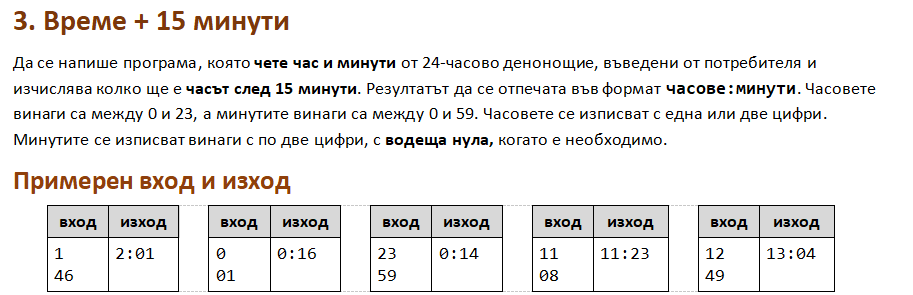 3. Време + 15 минути
Да се напише програма, която чете час и минути от 24-часово денонощие, въведени от потребителя и
изчислява колко ще е часът след 15 минути. Резултатът да се отпечата във формат часове:минути. Часовете
винаги са между 0 и 23, а минутите винаги са между 0 и 59. Часовете се изписват с една или две цифри.
Минутите се изписват винаги с по две цифри, с водеща нула, когато е необходимо.
Примерен вход и изход
вход изход вход изход вход изход вход изход вход изход
1 2:01 0 0:16 23 0:14 11 11:23 12 13:04
46 01 59 08 49